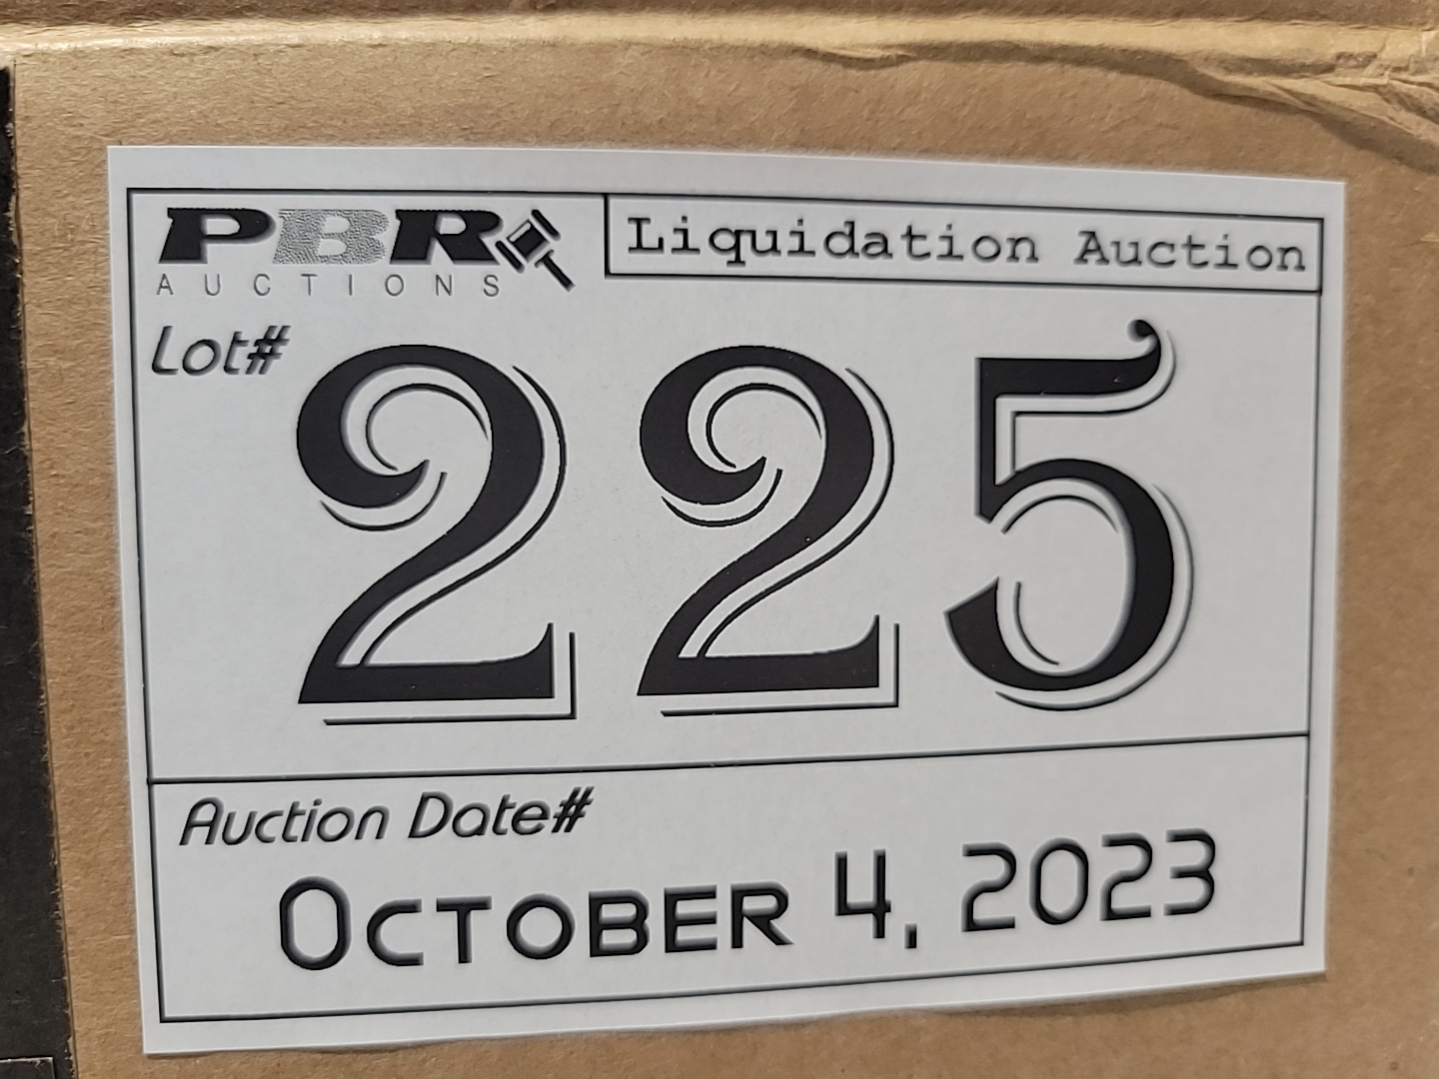 PBR
AUCTIONS
Liquidation Auction
Lot#
225
Auction Date#
OCTOBER 4, 2023